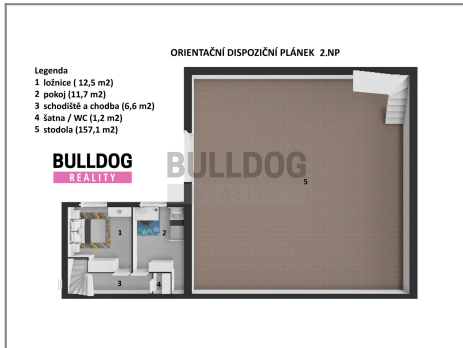 ORIENTAČNÍ DISPOZIČNÍ PLÁNEK 2.NP
Legenda
1 ložnice ( 12,5 m2)
2 pokoj (11,7 m2)
3 schodiště a chodba (6,6 m2)
4 šatna / WC (1,2 m2)
5 stodola (157,1 m2)
BULLDOG
REALITY
BULLDOG
REALITY
5
1
2
3
4